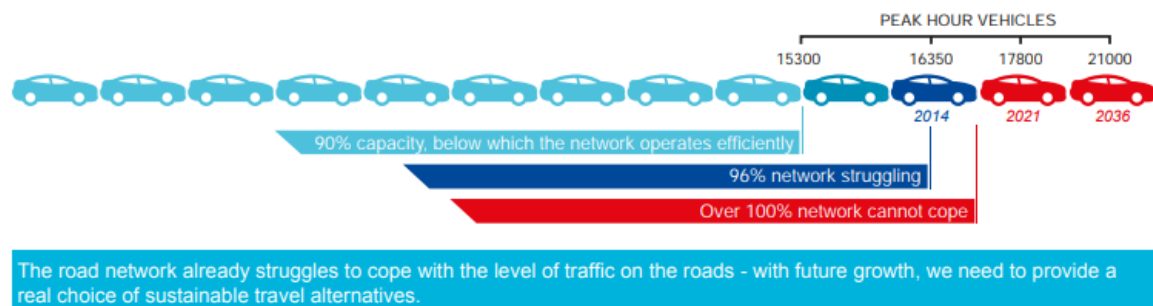 PEAK HOUR VEHICLES
15300 16350 17800 21000
2014 2021 2036
90% capacity, below which the network operates efficiently
96% network struggling
Over 100% network cannot cope
The road network already struggles to cope with the level of traffic on the roads - with future growth, we need to provide a
real choice of sustainable travel alternatives.